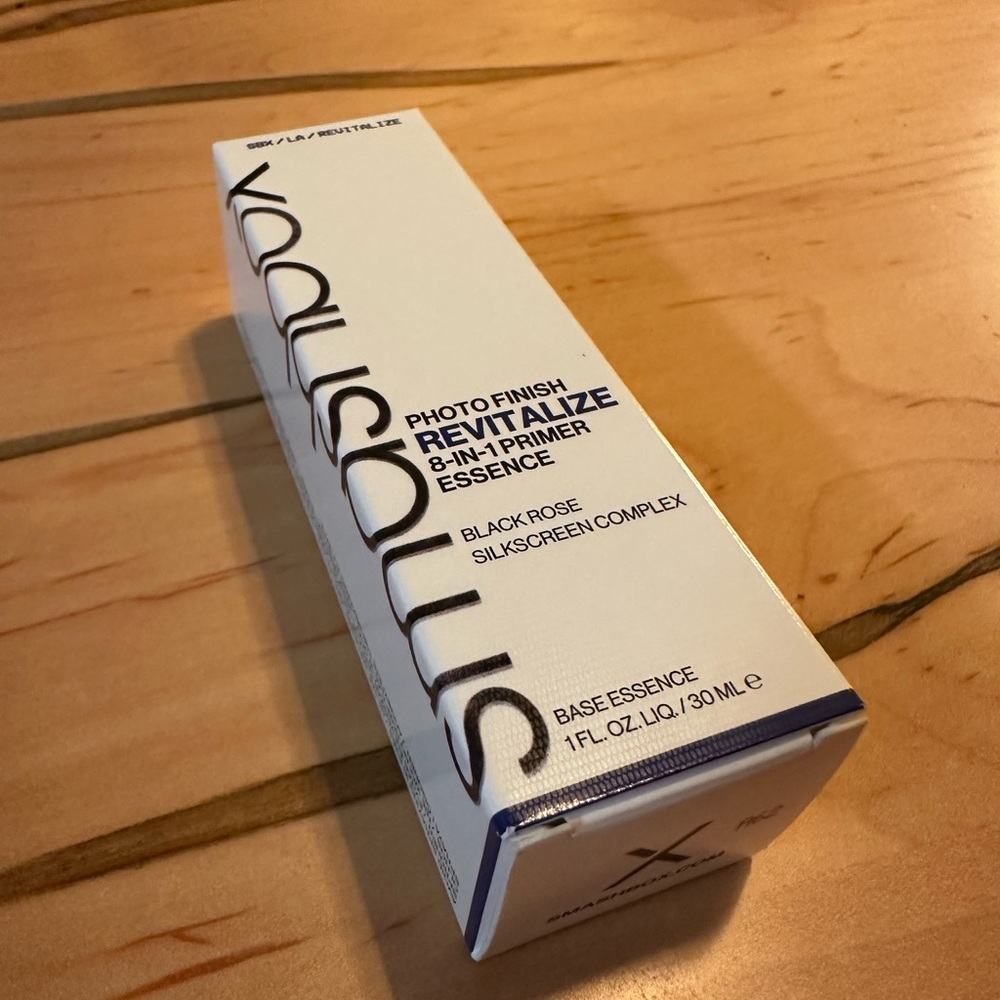 SBX/LA/REVITALIZE
smashbox
PHOTO FINISH
REVITALIZE
8-IN-1 PRIMER
ESSENCE
BLACK ROSE
SILKSCREEN COMPLEX
BASE ESSENCE
1 FL. OZ. LIQ. / 30 ML ℮
X
SMASHBOX.COM